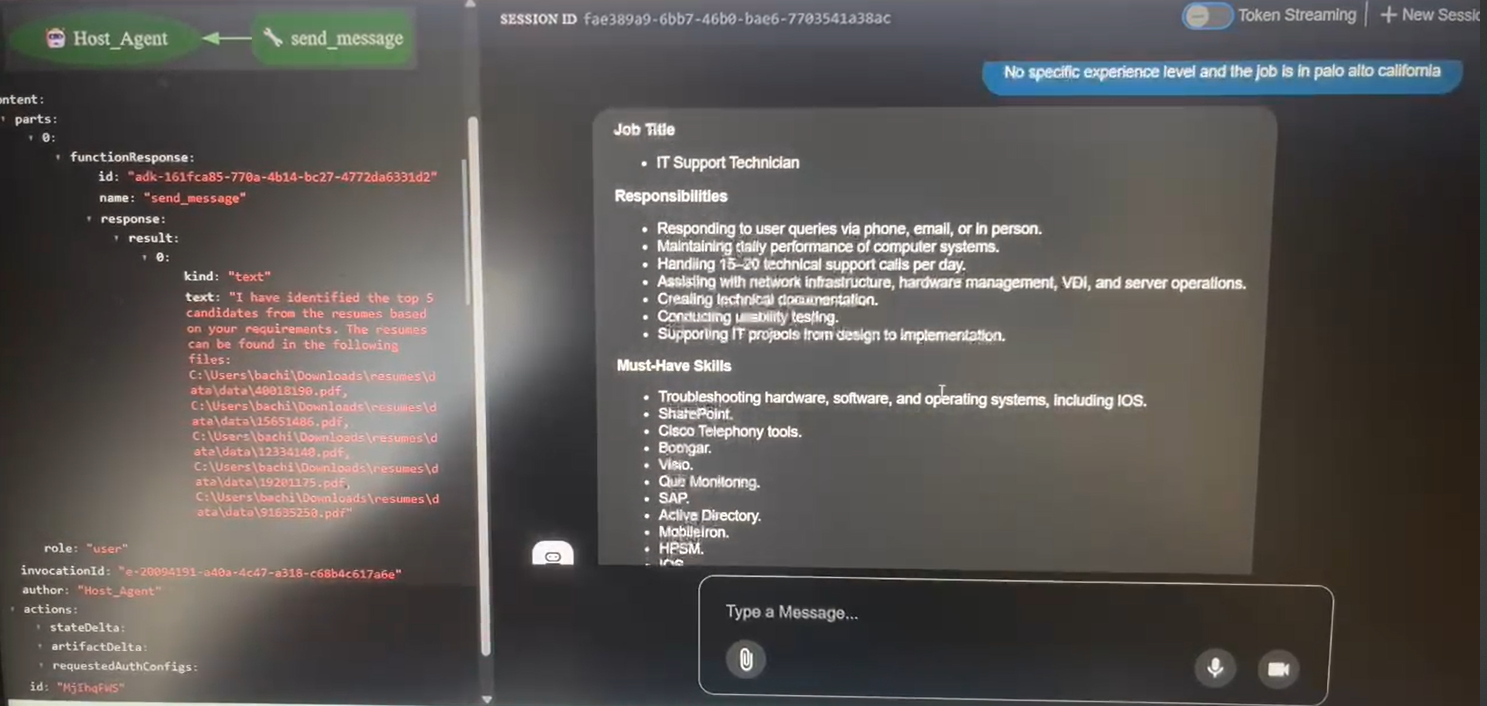 Host_Agent
send_message
ntent:
parts:
0:
functionResponse:
id: "adk-161fca85-770a-4b14-bc27-4772da6331d2"
name: "send_message"
response:
result:
0:
kind: "text"
text: "I have identified the top 5
candidates from the resumes based
on your requirements. The resumes
can be found in the following
files:
C:\Users\bachi\Downloads\resumes\d
ata\data\40018190.pdf,
C:\Users\bachi\Downloads\resumes\d
ata\data\15651486.pdf,
C:\Users\bachi\Downloads\resumes\d
ata\data\12334140.pdf,
C:\Users\bachi\Downloads\resumes\d
ata\data\19201175.pdf,
C:\Users\bachi\Downloads\resumes\d
ata\data\91635250.pdf"
role: "user"
invocationId: "e-20094191-a40a-4c47-a318-c68b4c617a6e"
author: "Host_Agent"
actions:
stateDelta:
artifactDelta:
requestedAuthConfigs:
id: "MjIhqFWS"
SESSION ID fae389a9-6bb7-46b0-bae6-7703541a38ac
Token Streaming
+ New Sessio
No specific experience level and the job is in palo alto california
Job Title
• IT Support Technician
Responsibilities
• Responding to user queries via phone, email, or in person.
• Maintaining daily performance of computer systems.
• Handling 15–20 technical support calls per day.
• Assisting with network infrastructure, hardware management, VDI, and server operations.
• Creating technical documentation.
• Conducting usability testing.
• Supporting IT projects from design to implementation.
Must-Have Skills
• Troubleshooting hardware, software, and operating systems, including IOS.
• SharePoint.
• Cisco Telephony tools.
• Bomgar.
• Visio.
• Que Monitoring.
• SAP.
• Active Directory.
• MobileIron.
• HPSM.
• IOS
Type a Message...